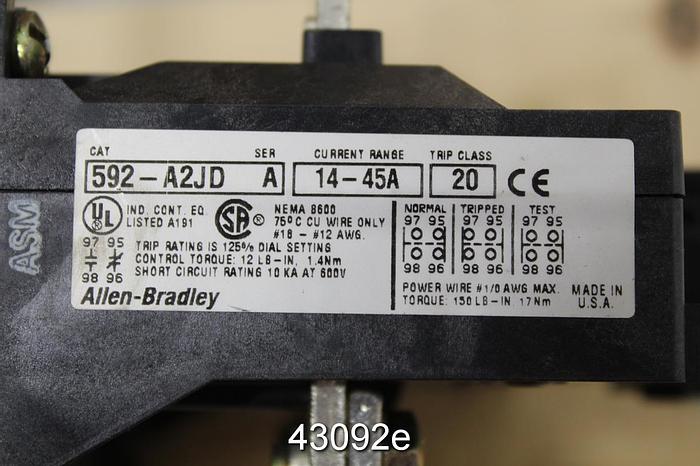 CAT SER CURRENT RANGE TRIP CLASS
592-A2JD A 14-45A 20 CE
UL IND. CONT. EQ. LISTED A191 SA NEMA B600
75°C CU WIRE ONLY
#18 - #12 AWG.
NORMAL TRIPPED TEST
97 95 97 95 97 95
98 96 98 96 98 96
97 95
98 96
TRIP RATING IS 125% DIAL SETTING
CONTROL TORQUE: 12 LB-IN, 1.4Nm
SHORT CIRCUIT RATING 10 KA AT 600V
Allen-Bradley
POWER WIRE #1/0 AWG MAX.
TORQUE: 150 LB-IN 17Nm
MADE IN
U.S.A.
ASM
43092e